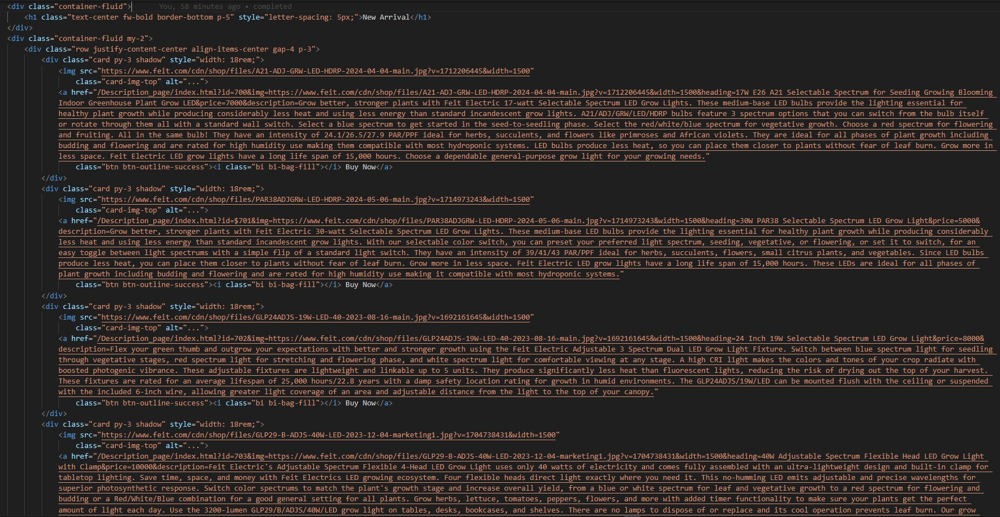 <div class="container-fluid">    You, 58 minutes ago • completed
<h1 class="text-center fw-bold border-bottom p-5" style="letter-spacing: 5px;">New Arrival</h1>
</div>
<div class="container-fluid my-2">
<div class="row justify-content-center align-items-center gap-4 p-3">
<div class="card py-3 shadow" style="width: 18rem;">
<img src="https://www.feit.com/cdn/shop/files/A21-ADJ-GRW-LED-HDRP-2024-04-04-main.jpg?v=1712206445&width=1500"
class="card-img-top" alt="...">
<a href="/Description_page/index.html?id=700&img=https://www.feit.com/cdn/shop/files/A21-ADJ-GRW-LED-HDRP-2024-04-04-main.jpg?v=1712206445&width=1500&heading=17W E26 A21 Selectable Spectrum for Seeding Growing Blooming
Indoor Greenhouse Plant Grow LED&price=7000&description=Grow better, stronger plants with Feit Electric 17-watt Selectable Spectrum LED Grow Lights. These medium-base LED bulbs provide the lighting essential for
healthy plant growth while producing considerably less heat and using less energy than standard incandescent grow lights. A21/ADJ/GRW/LED/HDRP bulbs feature 3 spectrum options that you can switch from the bulb itself
or rotate through them all with a standard wall switch. Select a blue spectrum to get started in the seed-to-seedling phase. Select the red/white/blue spectrum for vegetative growth. Choose a red spectrum for flowering
and fruiting. All in the same bulb! They have an intensity of 24.1/26.5/27.9 PAR/PPF ideal for herbs, succulents, and flowers like primroses and African violets. They are ideal for all phases of plant growth including
budding and flowering and are rated for high humidity use making them compatible with most hydroponic systems. LED bulbs produce less heat, so you can place them closer to plants without fear of leaf burn. Grow more in
less space. Feit Electric LED grow lights have a long life span of 15,000 hours. Choose a dependable general-purpose grow light for your growing needs."
class="btn btn-outline-success"><i class="bi bi-bag-fill"></i> Buy Now</a>
</div>
<div class="card py-3 shadow" style="width: 18rem;">
<img src="https://www.feit.com/cdn/shop/files/PAR38ADJGRW-LED-HDRP-2024-05-06-main.jpg?v=1714973243&width=1500"
class="card-img-top" alt="...">
<a href="/Description_page/index.html?id=$701&img=https://www.feit.com/cdn/shop/files/PAR38ADJGRW-LED-HDRP-2024-05-06-main.jpg?v=1714973243&width=1500&heading=30W PAR38 Selectable Spectrum LED Grow Light&price=5000&
description=Grow better, stronger plants with Feit Electric 30-watt Selectable Spectrum LED Grow Lights. These medium-base LED bulbs provide the lighting essential for healthy plant growth while producing considerably
less heat and using less energy than standard incandescent grow lights. With our selectable color switch, you can preset your preferred light spectrum, seeding, vegetative, or flowering, or set it to switch, for an
easy toggle between light spectrums with a simple flip of a standard light switch. They have an intensity of 39/41/43 PAR/PPF ideal for herbs, succulents, flowers, small citrus plants, and vegetables. Since LED bulbs
produce less heat, you can place them closer to plants without fear of leaf burn. Grow more in less space. Feit Electric LED grow lights have a long life span of 15,000 hours. These LEDs are ideal for all phases of
plant growth including budding and flowering and are rated for high humidity use making it compatible with most hydroponic systems."
class="btn btn-outline-success"><i class="bi bi-bag-fill"></i> Buy Now</a>
</div>
<div class="card py-3 shadow" style="width: 18rem;">
<img src="https://www.feit.com/cdn/shop/files/GLP24ADJS-19W-LED-40-2023-08-16-main.jpg?v=1692161645&width=1500"
class="card-img-top" alt="...">
<a href="/Description_page/index.html?id=702&img=https://www.feit.com/cdn/shop/files/GLP24ADJS-19W-LED-40-2023-08-16-main.jpg?v=1692161645&width=1500&heading=24 Inch 19W Selectable Spectrum LED Grow Light&price=8000&
description=Flex your green thumb and outgrow your expectations with better and stronger growth using the Feit Electric Adjustable 3 Spectrum Dual LED Grow Light Fixture. Switch between blue spectrum light for seedling
through vegetative stages, red spectrum light for stretching and flowering phase, and white spectrum light for comfortable viewing at any stage. A high CRI light makes the colors and tones of your crop radiate with
boosted photogenic vibrance. These adjustable fixtures are lightweight and linkable up to 5 units. They produce significantly less heat than fluorescent lights, reducing the risk of drying out the top of your harvest.
These fixtures are rated for an average lifespan of 25,000 hours/22.8 years with a damp safety location rating for growth in humid environments. The GLP24ADJS/19W/LED can be mounted flush with the ceiling or suspended
with the included 6-inch wire, allowing greater light coverage of an area and adjustable distance from the light to the top of your canopy."
class="btn btn-outline-success"><i class="bi bi-bag-fill"></i> Buy Now</a>
</div>
<div class="card py-3 shadow" style="width: 18rem;">
<img src="https://www.feit.com/cdn/shop/files/GLP29-B-ADJS-40W-LED-2023-12-04-marketing1.jpg?v=1704738431&width=1500"
class="card-img-top" alt="...">
<a href="/Description_page/index.html?id=703&img=https://www.feit.com/cdn/shop/files/GLP29-B-ADJS-40W-LED-2023-12-04-marketing1.jpg?v=1704738431&width=1500&heading=40W Adjustable Spectrum Flexible Head LED Grow Light
with Clamp&price=10000&description=Feit Electric's Adjustable Spectrum Flexible 4-Head LED Grow Light uses only 40 watts of electricity and comes fully assembled with an ultra-lightweight design and built-in clamp for
tabletop lighting. Save time, space, and money with Feit Electrics LED growing ecosystem. Four flexible heads direct light exactly where you need it. This no-humming LED emits adjustable and precise wavelengths for
superior photosynthetic response. Switch color spectrums to match the plant's growth stage and increase overall yield, from a blue or white spectrum for leaf and vegetative growth to a red spectrum for flowering and
budding or a Red/White/Blue combination for a good general setting for all plants. Grow herbs, lettuce, tomatoes, peppers, flowers, and more with added timer functionality to make sure your plants get the perfect
amount of light each day. Use the 3200-lumen GLP29/B/ADJS/40W/LED grow light on tables, desks, bookcases, and shelves. There are no lamps to dispose of or replace and its cool operation prevents leaf burn. Our grow